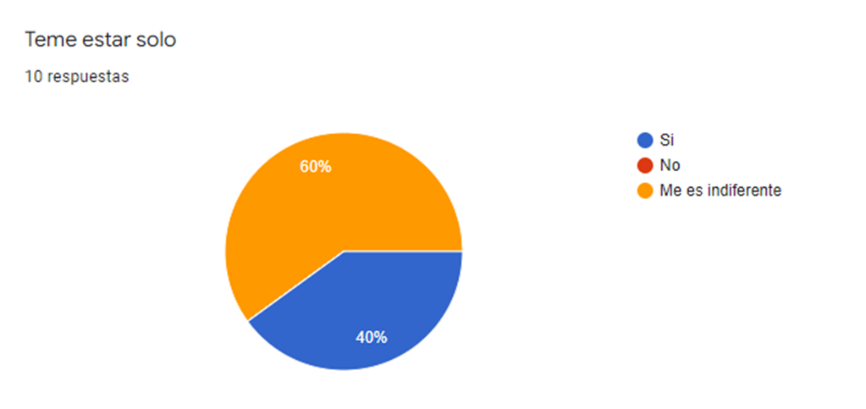 Teme estar solo
10 respuestas
60%
40%
Si
No
Me es indiferente